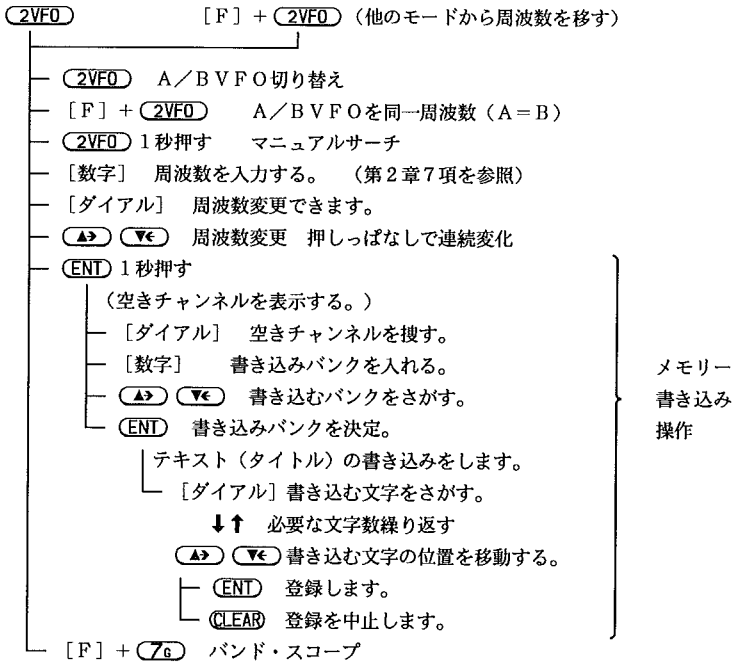 2VFO ［F］＋2VFO（他のモードから周波数を移す）
2VFO A／BVFO切り替え
［F］＋2VFO A／BVFOを同一周波数（A＝B）
2VFO 1秒押す マニュアルサーチ
［数字］ 周波数を入力する。 （第2章7項を参照）
［ダイアル］ 周波数変更できます。
▲→ ▼← 周波数変更 押しっぱなしで連続変化
ENT 1秒押す
（空きチャンネルを表示する。）
［ダイアル］ 空きチャンネルを捜す。
［数字］ 書き込みバンクを入れる。
▲→ ▼← 書き込むバンクをさがす。
ENT 書き込みバンクを決定。
テキスト（タイトル）の書き込みをします。
［ダイアル］書き込む文字をさがす。
↓↑ 必要な文字数繰り返す
▲→ ▼← 書き込む文字の位置を移動する。
ENT 登録します。
CLEAR 登録を中止します。
メモリー
書き込み
操作
［F］＋7G バンド・スコープ